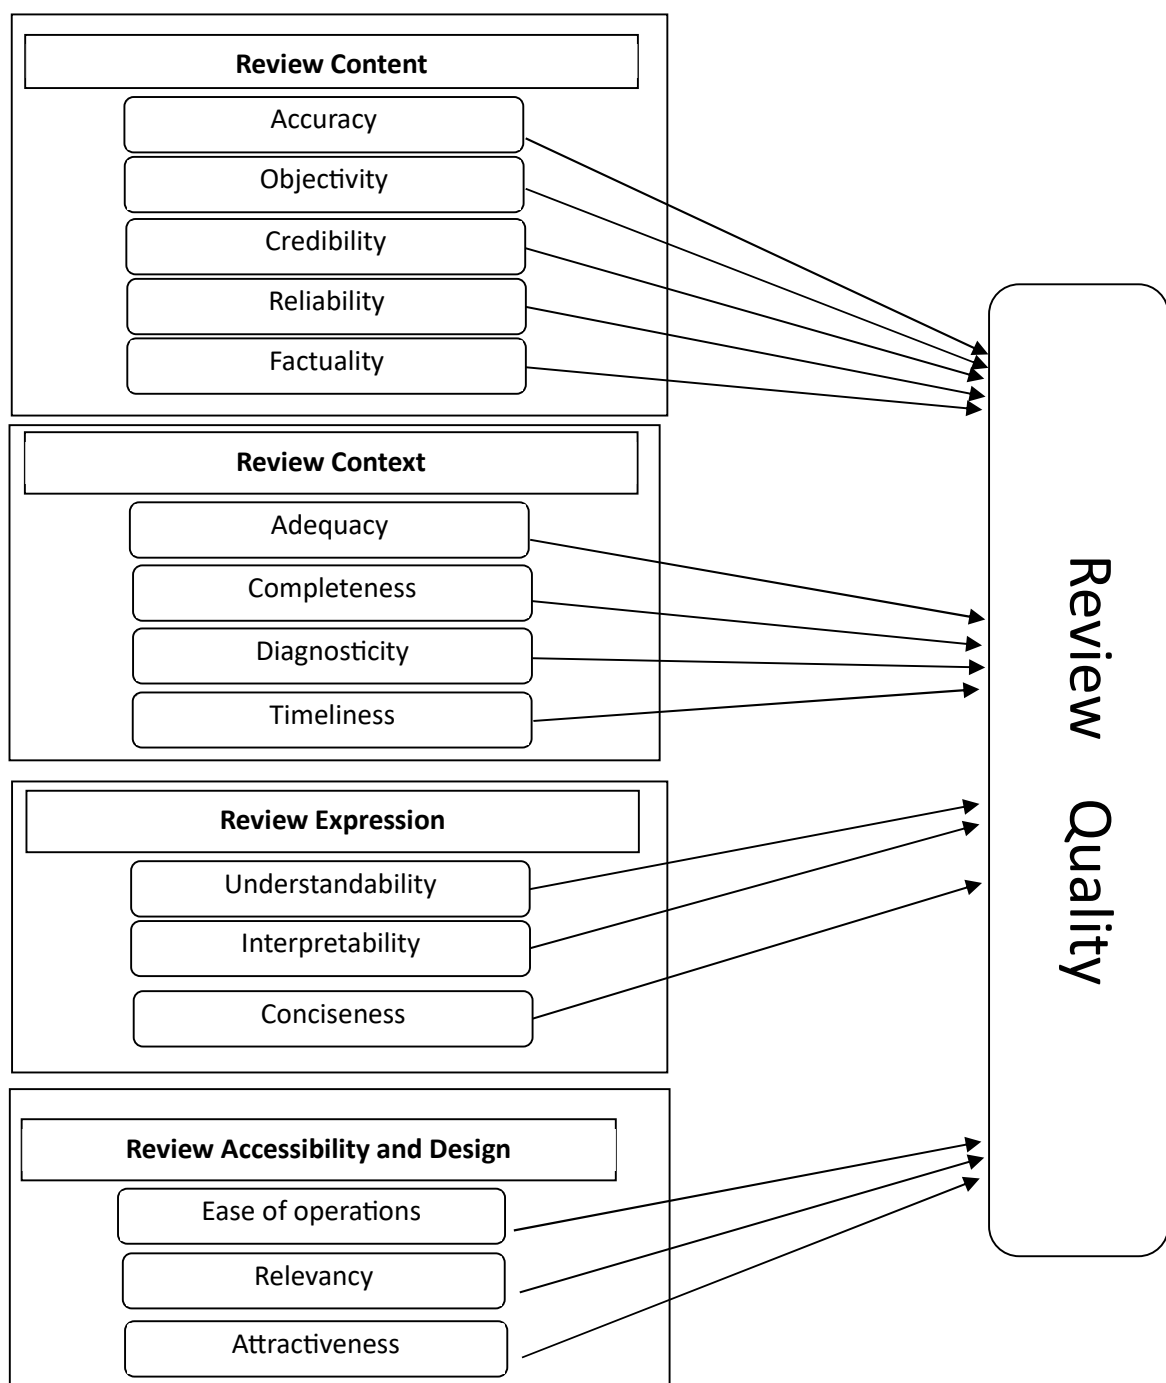 Review Content
Accuracy
Objectivity
Credibility
Reliability
Factuality
Review Context
Adequacy
Completeness
Diagnosticity
Timeliness
Review Expression
Understandability
Interpretability
Conciseness
Review Accessibility and Design
Ease of operations
Relevancy
Attractiveness
Review Quality